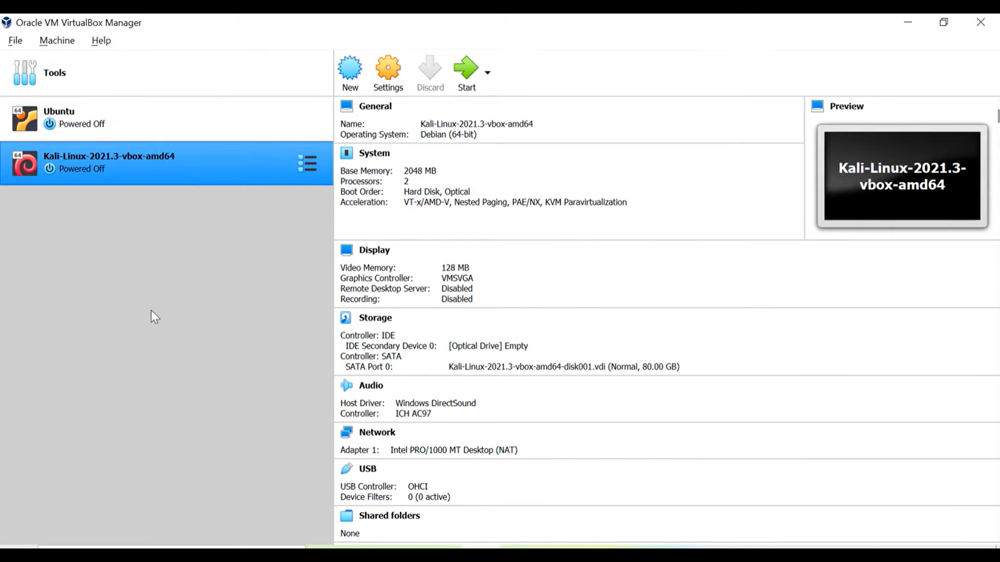 Oracle VM VirtualBox Manager
File Machine Help
Tools
New Settings Discard Start
64 Ubuntu
Powered Off
64 Kali-Linux-2021.3-vbox-amd64
Powered Off
General
Name: Kali-Linux-2021.3-vbox-amd64
Operating System: Debian (64-bit)
Preview
Kali-Linux-2021.3-
vbox-amd64
System
Base Memory: 2048 MB
Processors: 2
Boot Order: Hard Disk, Optical
Acceleration: VT-x/AMD-V, Nested Paging, PAE/NX, KVM Paravirtualization
Display
Video Memory: 128 MB
Graphics Controller: VMSVGA
Remote Desktop Server: Disabled
Recording: Disabled
Storage
Controller: IDE
IDE Secondary Device 0: [Optical Drive] Empty
Controller: SATA
SATA Port 0: Kali-Linux-2021.3-vbox-amd64-disk001.vdi (Normal, 80.00 GB)
Audio
Host Driver: Windows DirectSound
Controller: ICH AC97
Network
Adapter 1: Intel PRO/1000 MT Desktop (NAT)
USB
USB Controller: OHCI
Device Filters: 0 (0 active)
Shared folders
None